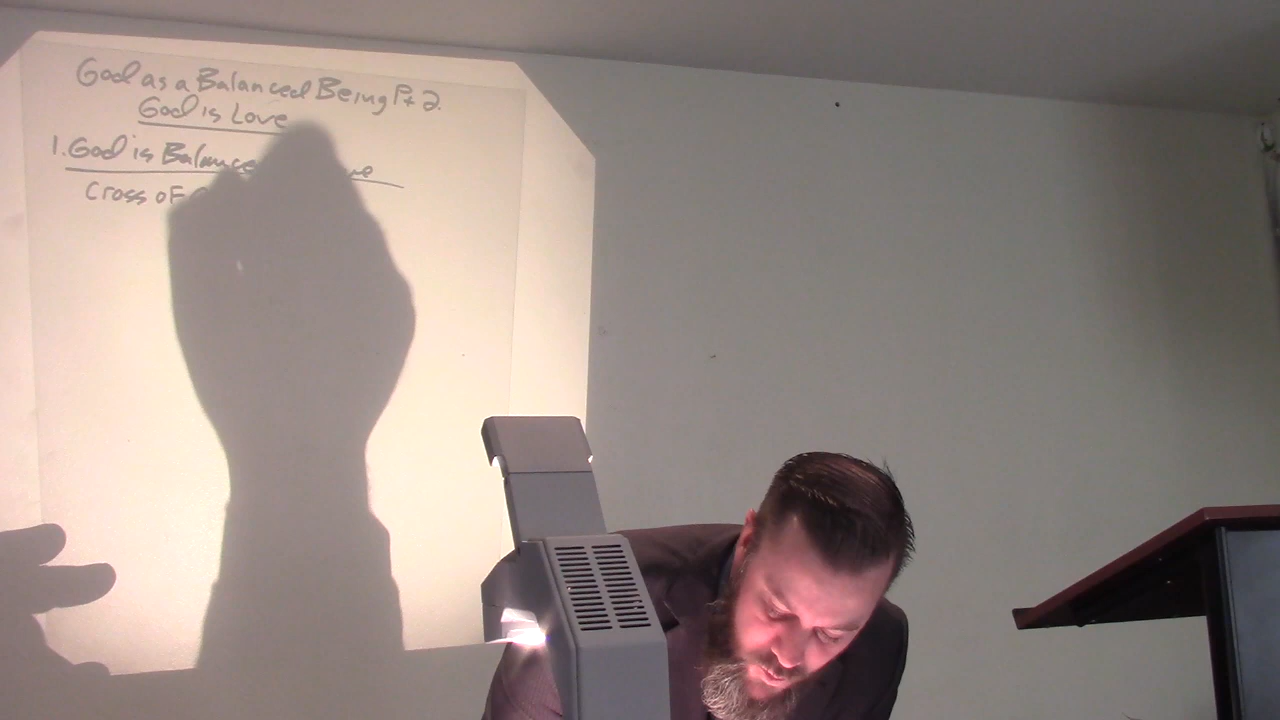 God as a Balanced Being Pt 2.
God is Love
1. God is Balance
Cross of